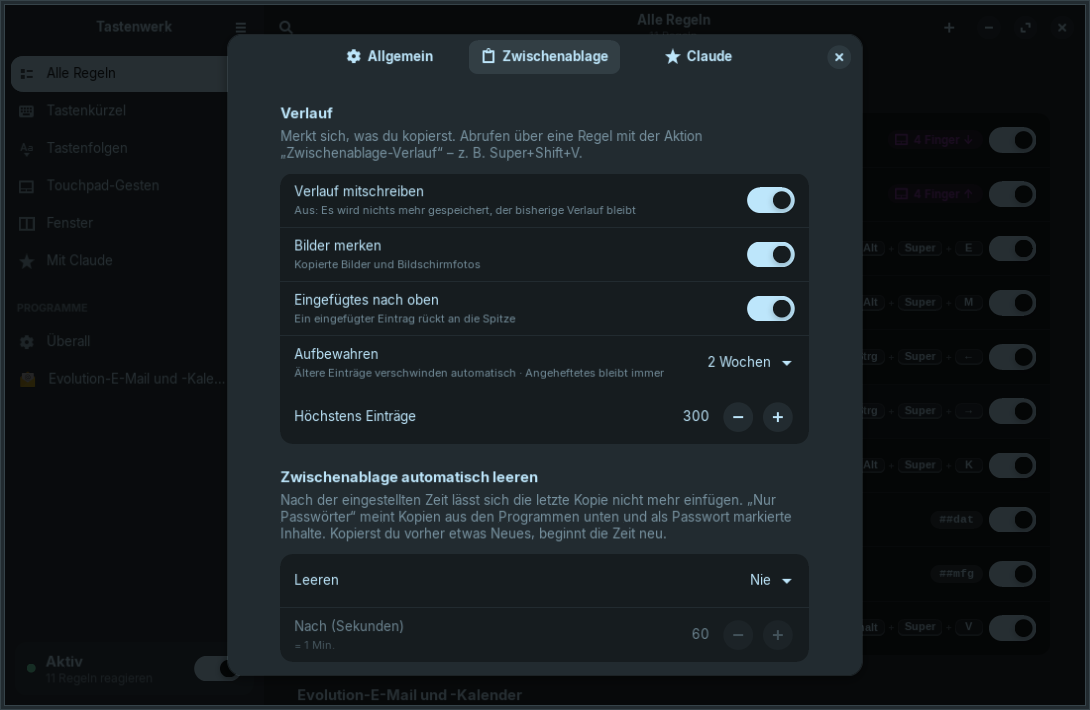 Tastenwerk
Alle Regeln
Alle Regeln
Tastenkürzel
Tastenfolgen
Touchpad-Gesten
Fenster
Mit Claude
PROGRAMME
Überall
Evolution-E-Mail und -Kale...
Aktiv
11 Regeln reagieren
Allgemein
Zwischenablage
Claude
Verlauf
Merkt sich, was du kopierst. Abrufen über eine Regel mit der Aktion
„Zwischenablage-Verlauf“ – z. B. Super+Shift+V.
Verlauf mitschreiben
Aus: Es wird nichts mehr gespeichert, der bisherige Verlauf bleibt
Bilder merken
Kopierte Bilder und Bildschirmfotos
Eingefügtes nach oben
Ein eingefügter Eintrag rückt an die Spitze
Aufbewahren
2 Wochen
Ältere Einträge verschwinden automatisch · Angeheftetes bleibt immer
Höchstens Einträge
300
Zwischenablage automatisch leeren
Nach der eingestellten Zeit lässt sich die letzte Kopie nicht mehr einfügen. „Nur
Passwörter“ meint Kopien aus den Programmen unten und als Passwort markierte
Inhalte. Kopierst du vorher etwas Neues, beginnt die Zeit neu.
Leeren
Nie
Nach (Sekunden)
60
= 1 Min.
4 Finger ↓
4 Finger ↑
Alt + Super + E
Alt + Super + M
Super + ←
Super + →
Alt + Super + K
##dat
##mfg
Super + V
Evolution-E-Mail und -Kalender